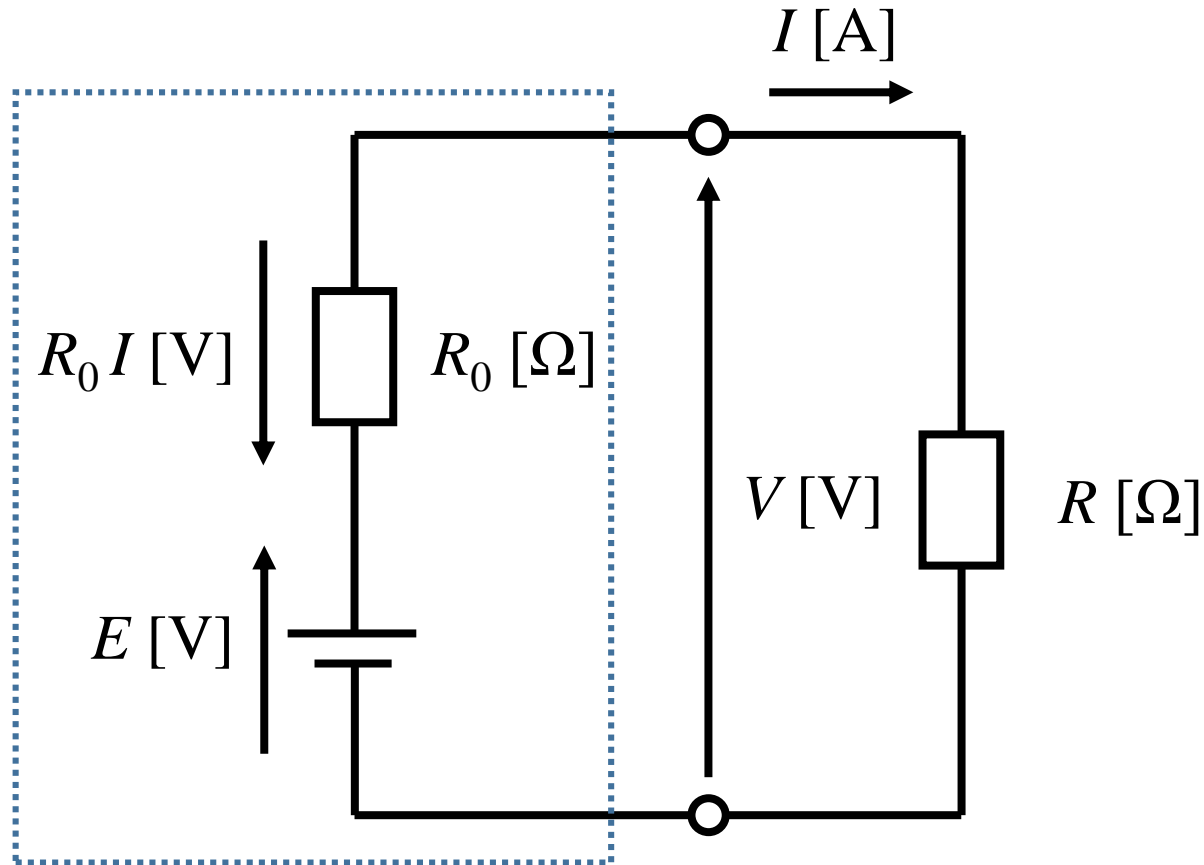 I [A]
R₀ I [V]
R₀ [Ω]
V [V]
R [Ω]
E [V]